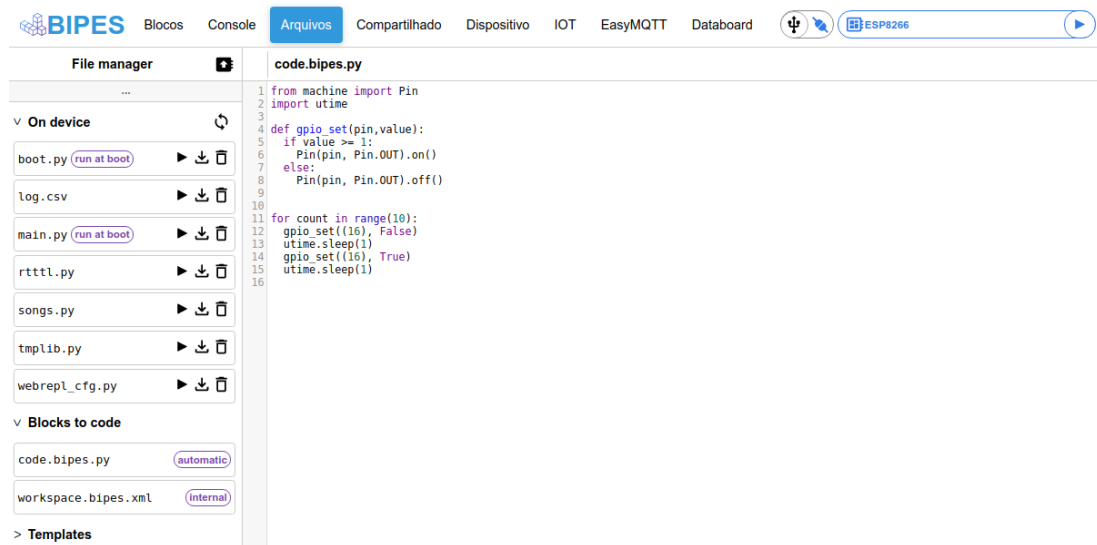 BIPES Blocos Console Arquivos Compartilhado Dispositivo IOT EasyMQTT Databoard ESP8266
File manager
...
On device
boot.py run at boot
log.csv
main.py run at boot
rtttl.py
songs.py
tmplib.py
webrepl_cfg.py
Blocks to code
code.bipes.py automatic
workspace.bipes.xml internal
> Templates
code.bipes.py
1 from machine import Pin
2 import utime
3
4 def gpio_set(pin,value):
5   if value >= 1:
6     Pin(pin, Pin.OUT).on()
7   else:
8     Pin(pin, Pin.OUT).off()
9
10
11 for count in range(10):
12   gpio_set((16), False)
13   utime.sleep(1)
14   gpio_set((16), True)
15   utime.sleep(1)
16